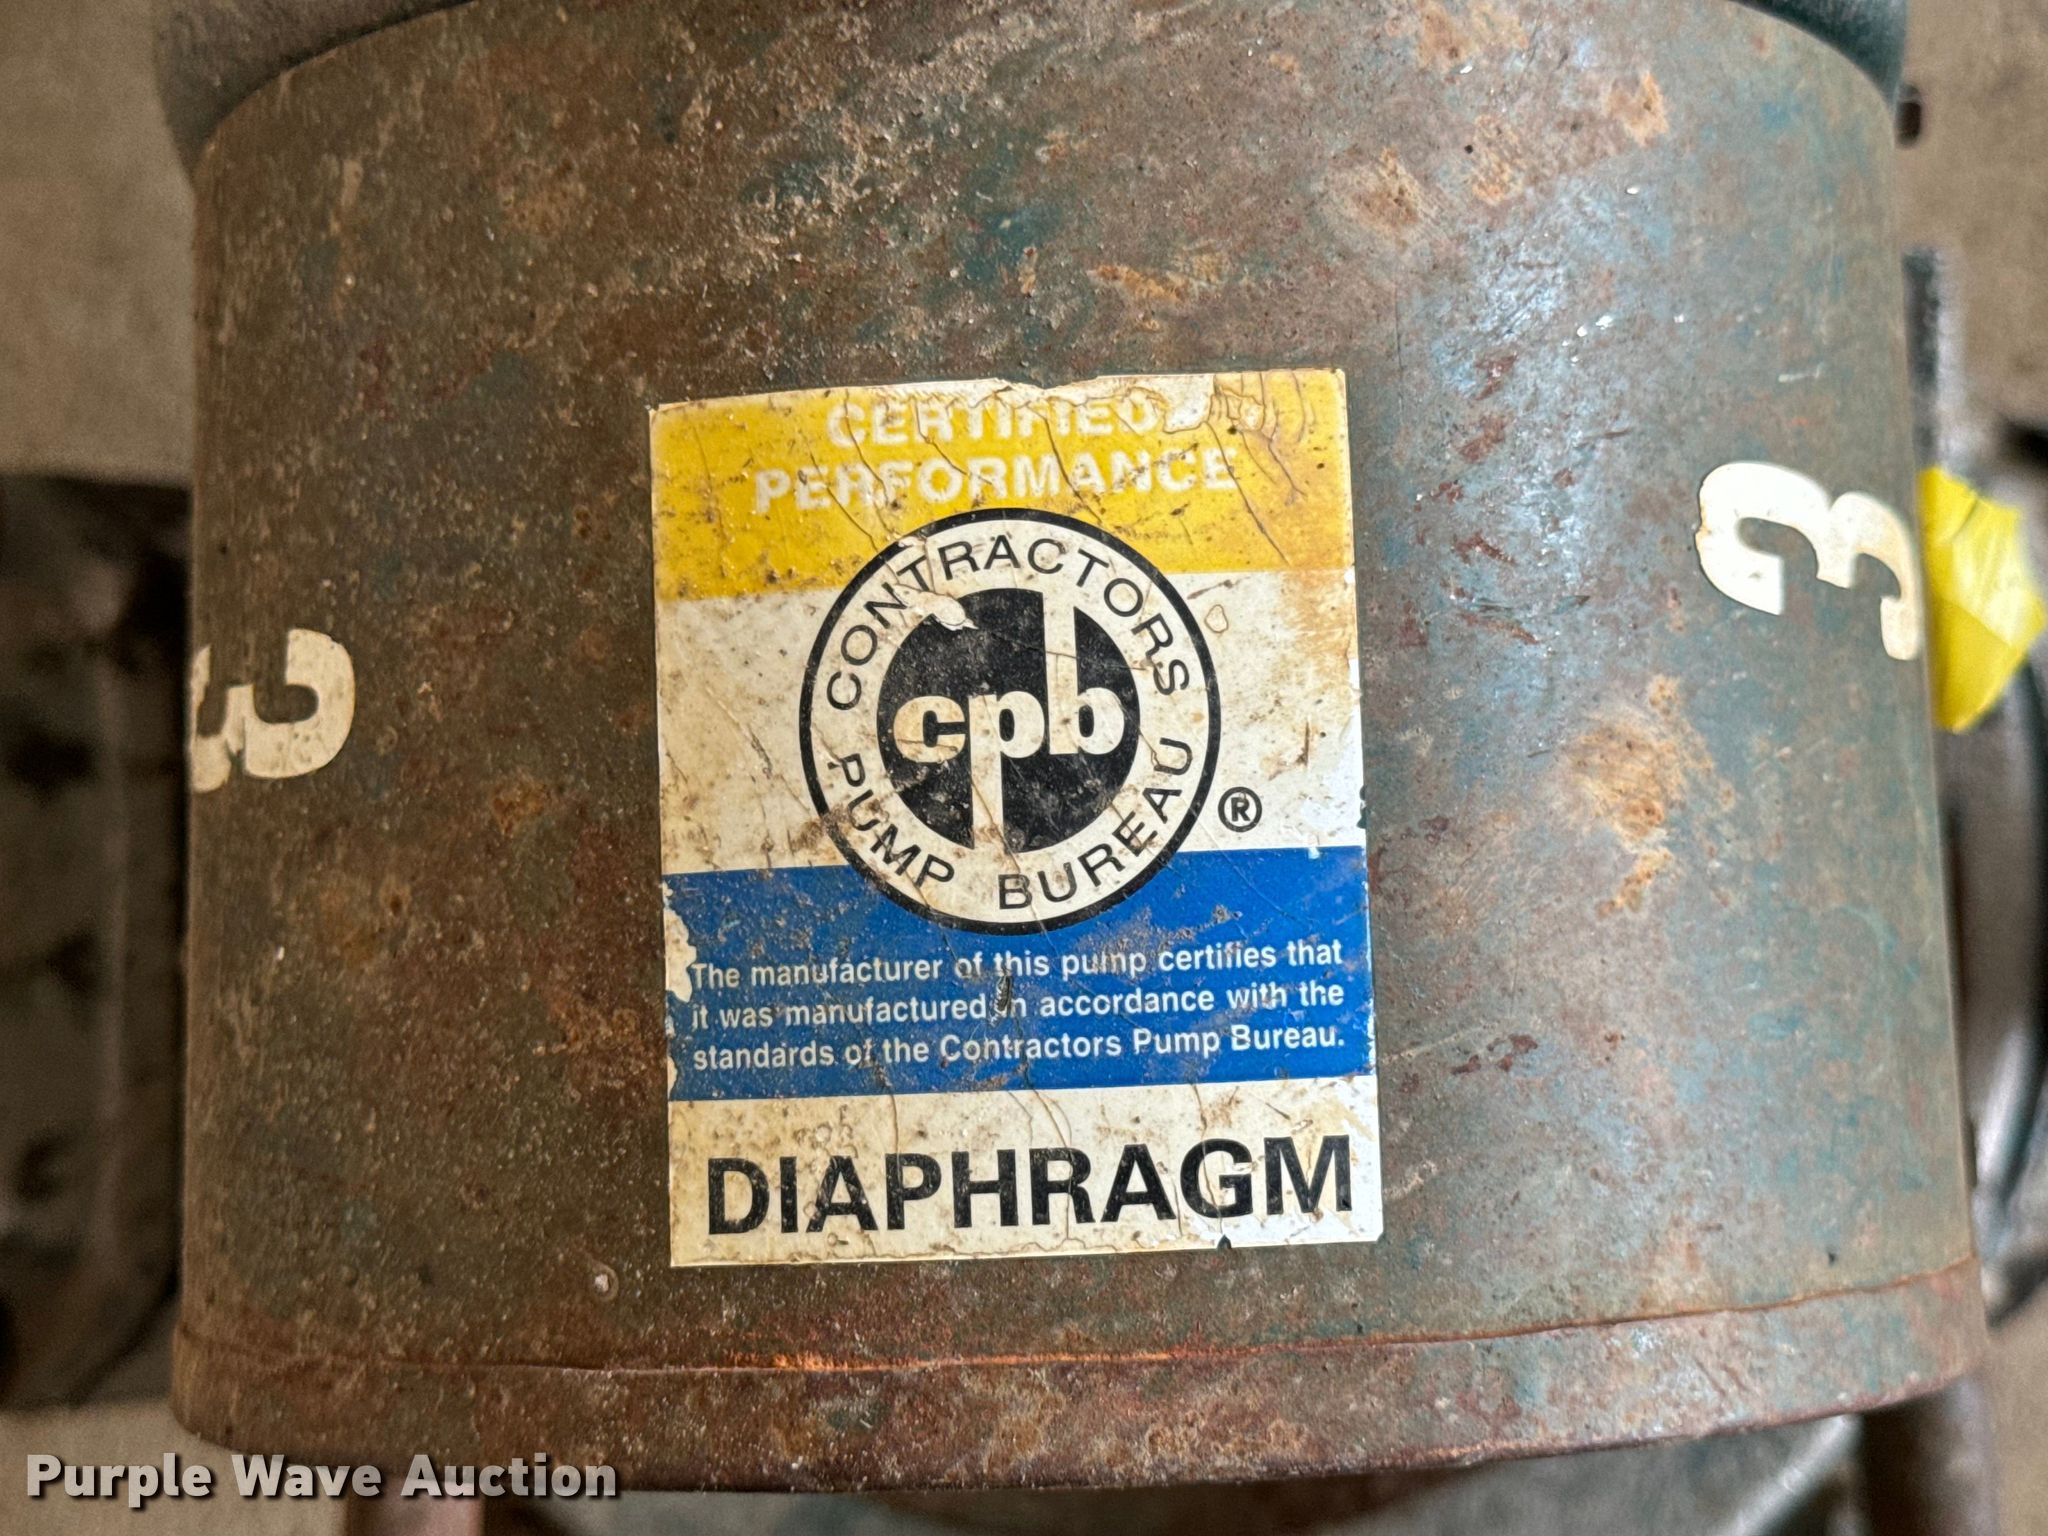 CERTIFIED
PERFORMANCE
CONTRACTORS
PUMP BUREAU
cpb
®
The manufacturer of this pump certifies that
it was manufactured in accordance with the
standards of the Contractors Pump Bureau.
DIAPHRAGM
3
3
Purple Wave Auction